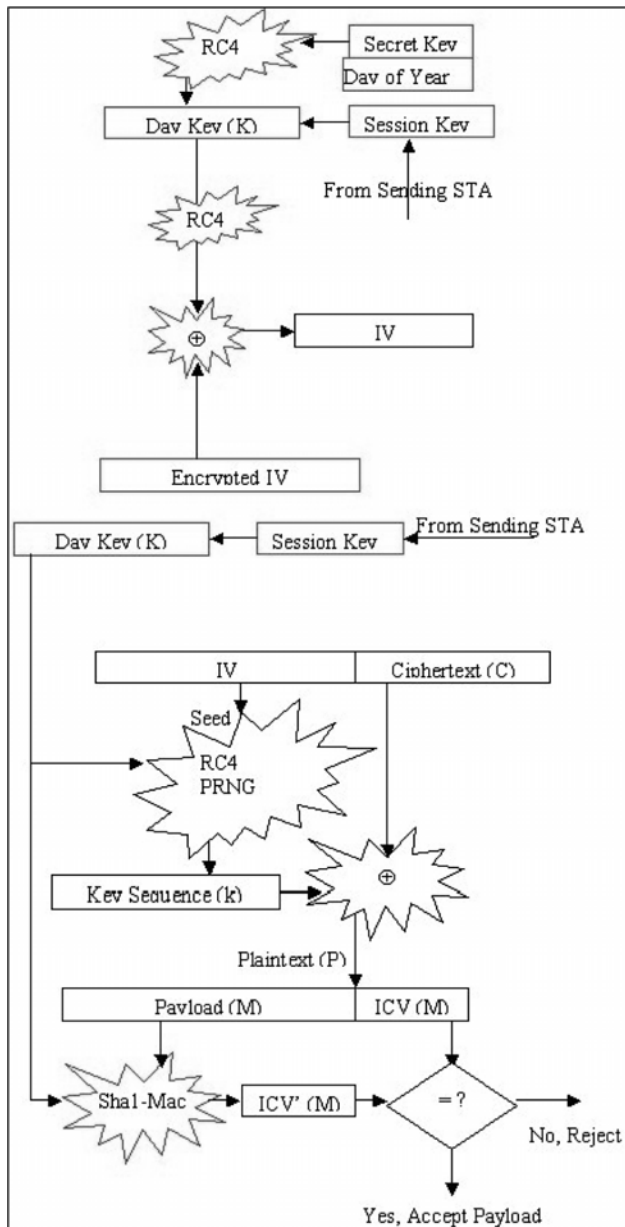 RC4
Secret Key
Day of Year
Day Key (K)
Session Key
From Sending STA
RC4
⊕
IV
Encrypted IV
From Sending STA
Day Key (K)
Session Key
IV
Ciphertext (C)
Seed
RC4
PRNG
⊕
Key Sequence (k)
Plaintext (P)
Payload (M)
ICV (M)
Sha1-Mac
ICV' (M)
= ?
No, Reject
Yes, Accept Payload